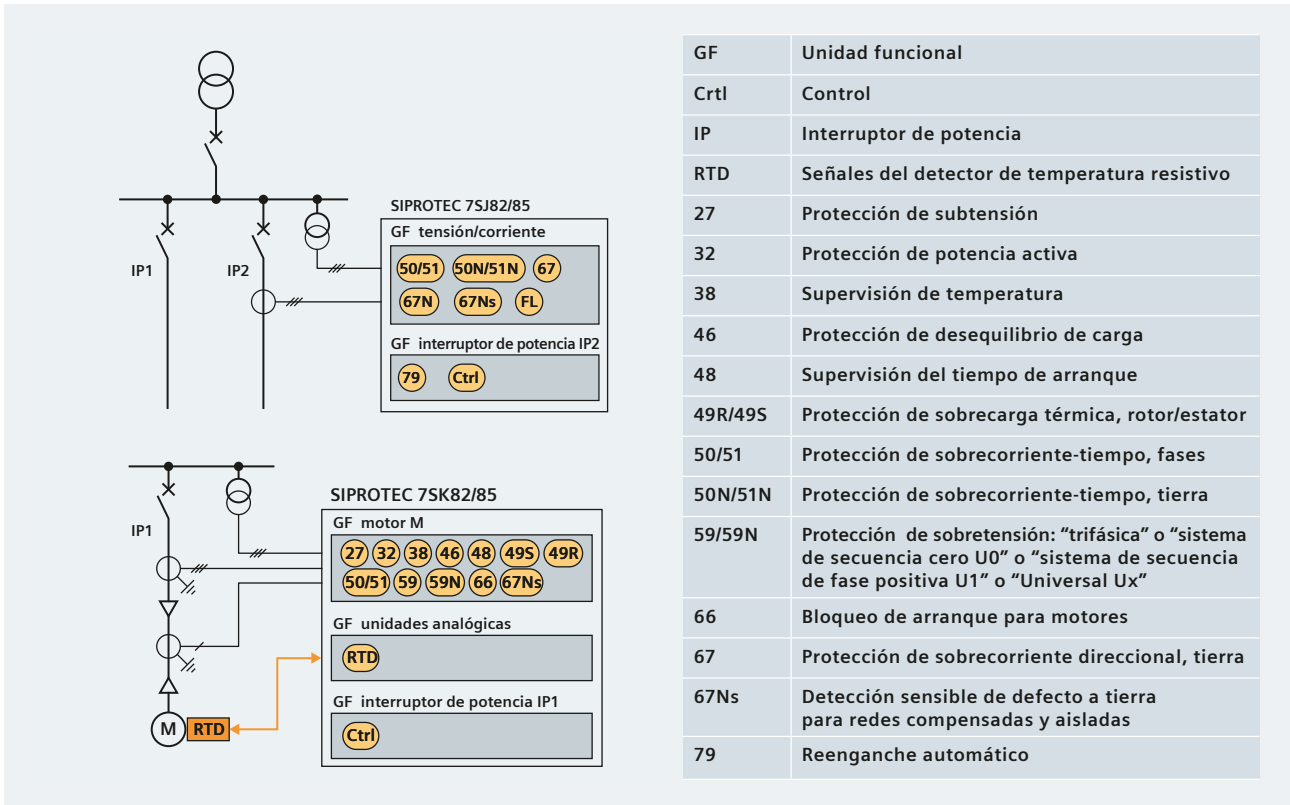 SIPROTEC 7SJ82/85
GF tensión/corriente
50/51 50N/51N 67
67N 67Ns FL
GF interruptor de potencia IP2
79 Ctrl
IP1 IP2
SIPROTEC 7SK82/85
GF motor M
27 32 38 46 48 49S 49R
50/51 59 59N 66 67Ns
GF unidades analógicas
RTD
GF interruptor de potencia IP1
Ctrl
IP1
M RTD
GF Unidad funcional
Crtl Control
IP Interruptor de potencia
RTD Señales del detector de temperatura resistivo
27 Protección de subtensión
32 Protección de potencia activa
38 Supervisión de temperatura
46 Protección de desequilibrio de carga
48 Supervisión del tiempo de arranque
49R/49S Protección de sobrecarga térmica, rotor/estator
50/51 Protección de sobrecorriente-tiempo, fases
50N/51N Protección de sobrecorriente-tiempo, tierra
59/59N Protección de sobretensión: “trifásica” o “sistema
de secuencia cero U0” o “sistema de secuencia
de fase positiva U1” o “Universal Ux”
66 Bloqueo de arranque para motores
67 Protección de sobrecorriente direccional, tierra
67Ns Detección sensible de defecto a tierra
para redes compensadas y aisladas
79 Reenganche automático